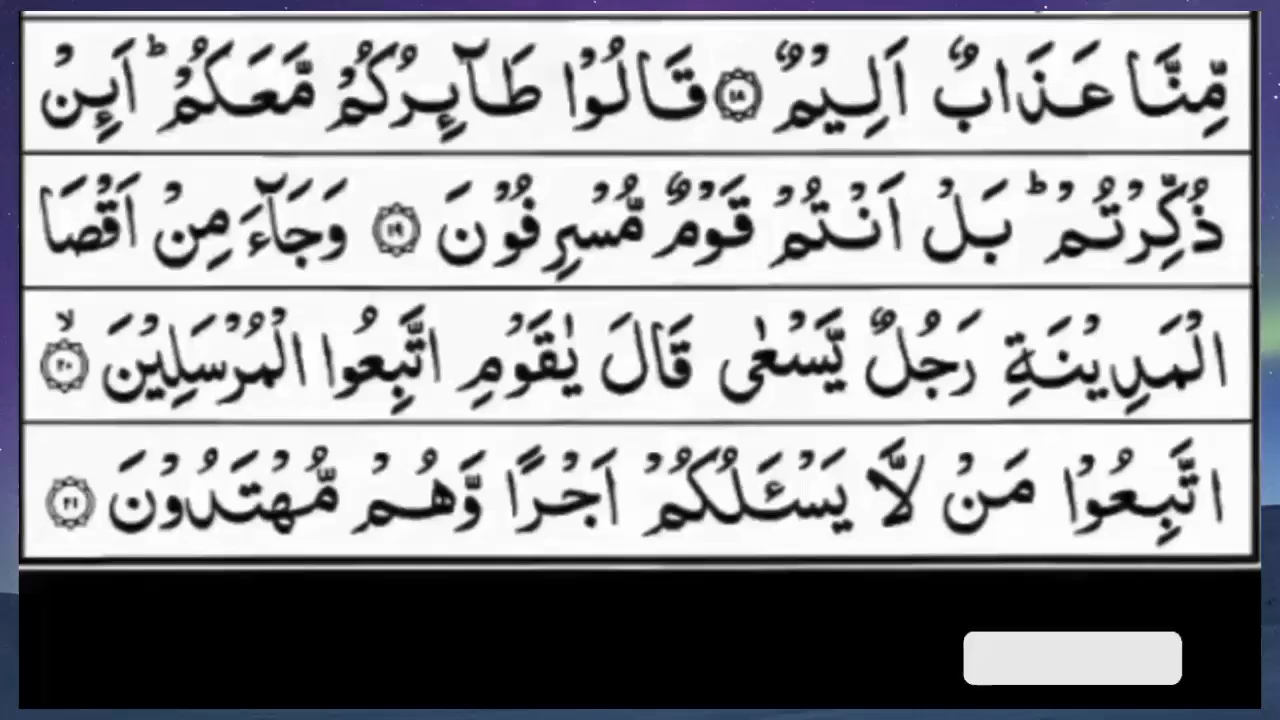 مِّنَّا عَذَابٌ اَلِيْمٌ ۝١٨ قَالُوْا طَآئِرُكُمْ مَّعَكُمْ ؕ اَئِنْ
ذُكِّرْتُمْ ؕ بَلْ اَنْتُمْ قَوْمٌ مُّسْرِفُوْنَ ۝١٩ وَجَآءَ مِنْ اَقْصَا
الْمَدِيْنَةِ رَجُلٌ يَّسْعٰى قَالَ يٰقَوْمِ اتَّبِعُوا الْمُرْسَلِيْنَ ۝٢٠ۙ
اتَّبِعُوْا مَنْ لَّا يَسْـَٔلُكُمْ اَجْرًا وَّهُمْ مُّهْتَدُوْنَ ۝٢١